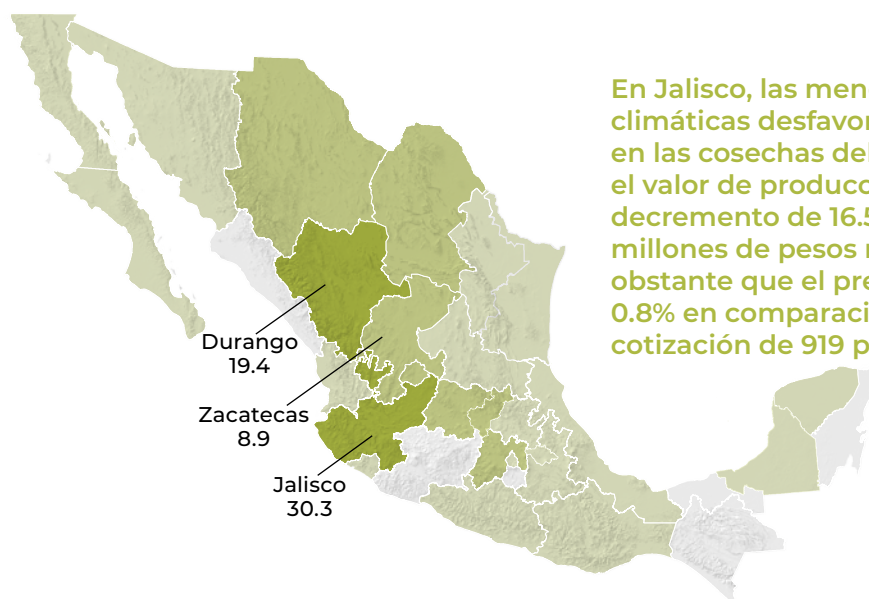 En Jalisco, las men
climáticas desfavor
en las cosechas del
el valor de producc
decremento de 16.5
millones de pesos
obstante que el pre
0.8% en comparaci
cotización de 919 p
Durango
19.4
Zacatecas
8.9
Jalisco
30.3